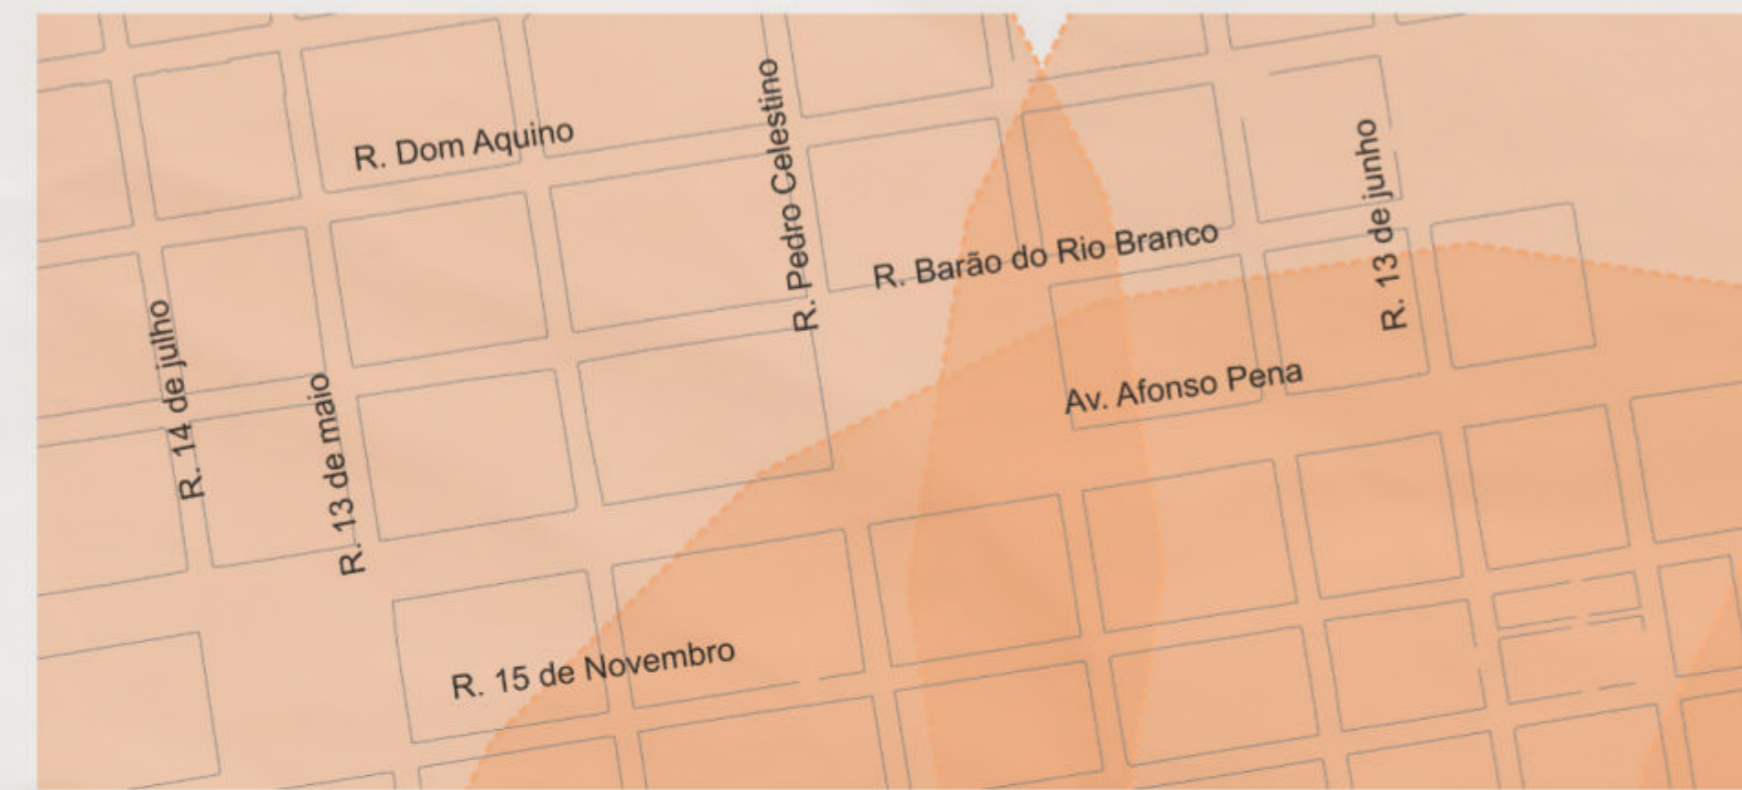 R. Dom Aquino
R. Pedro Celestino
R. 13 de junho
R. Barão do Rio Branco
R. 14 de julho
R. 13 de maio
Av. Afonso Pena
R. 15 de Novembro